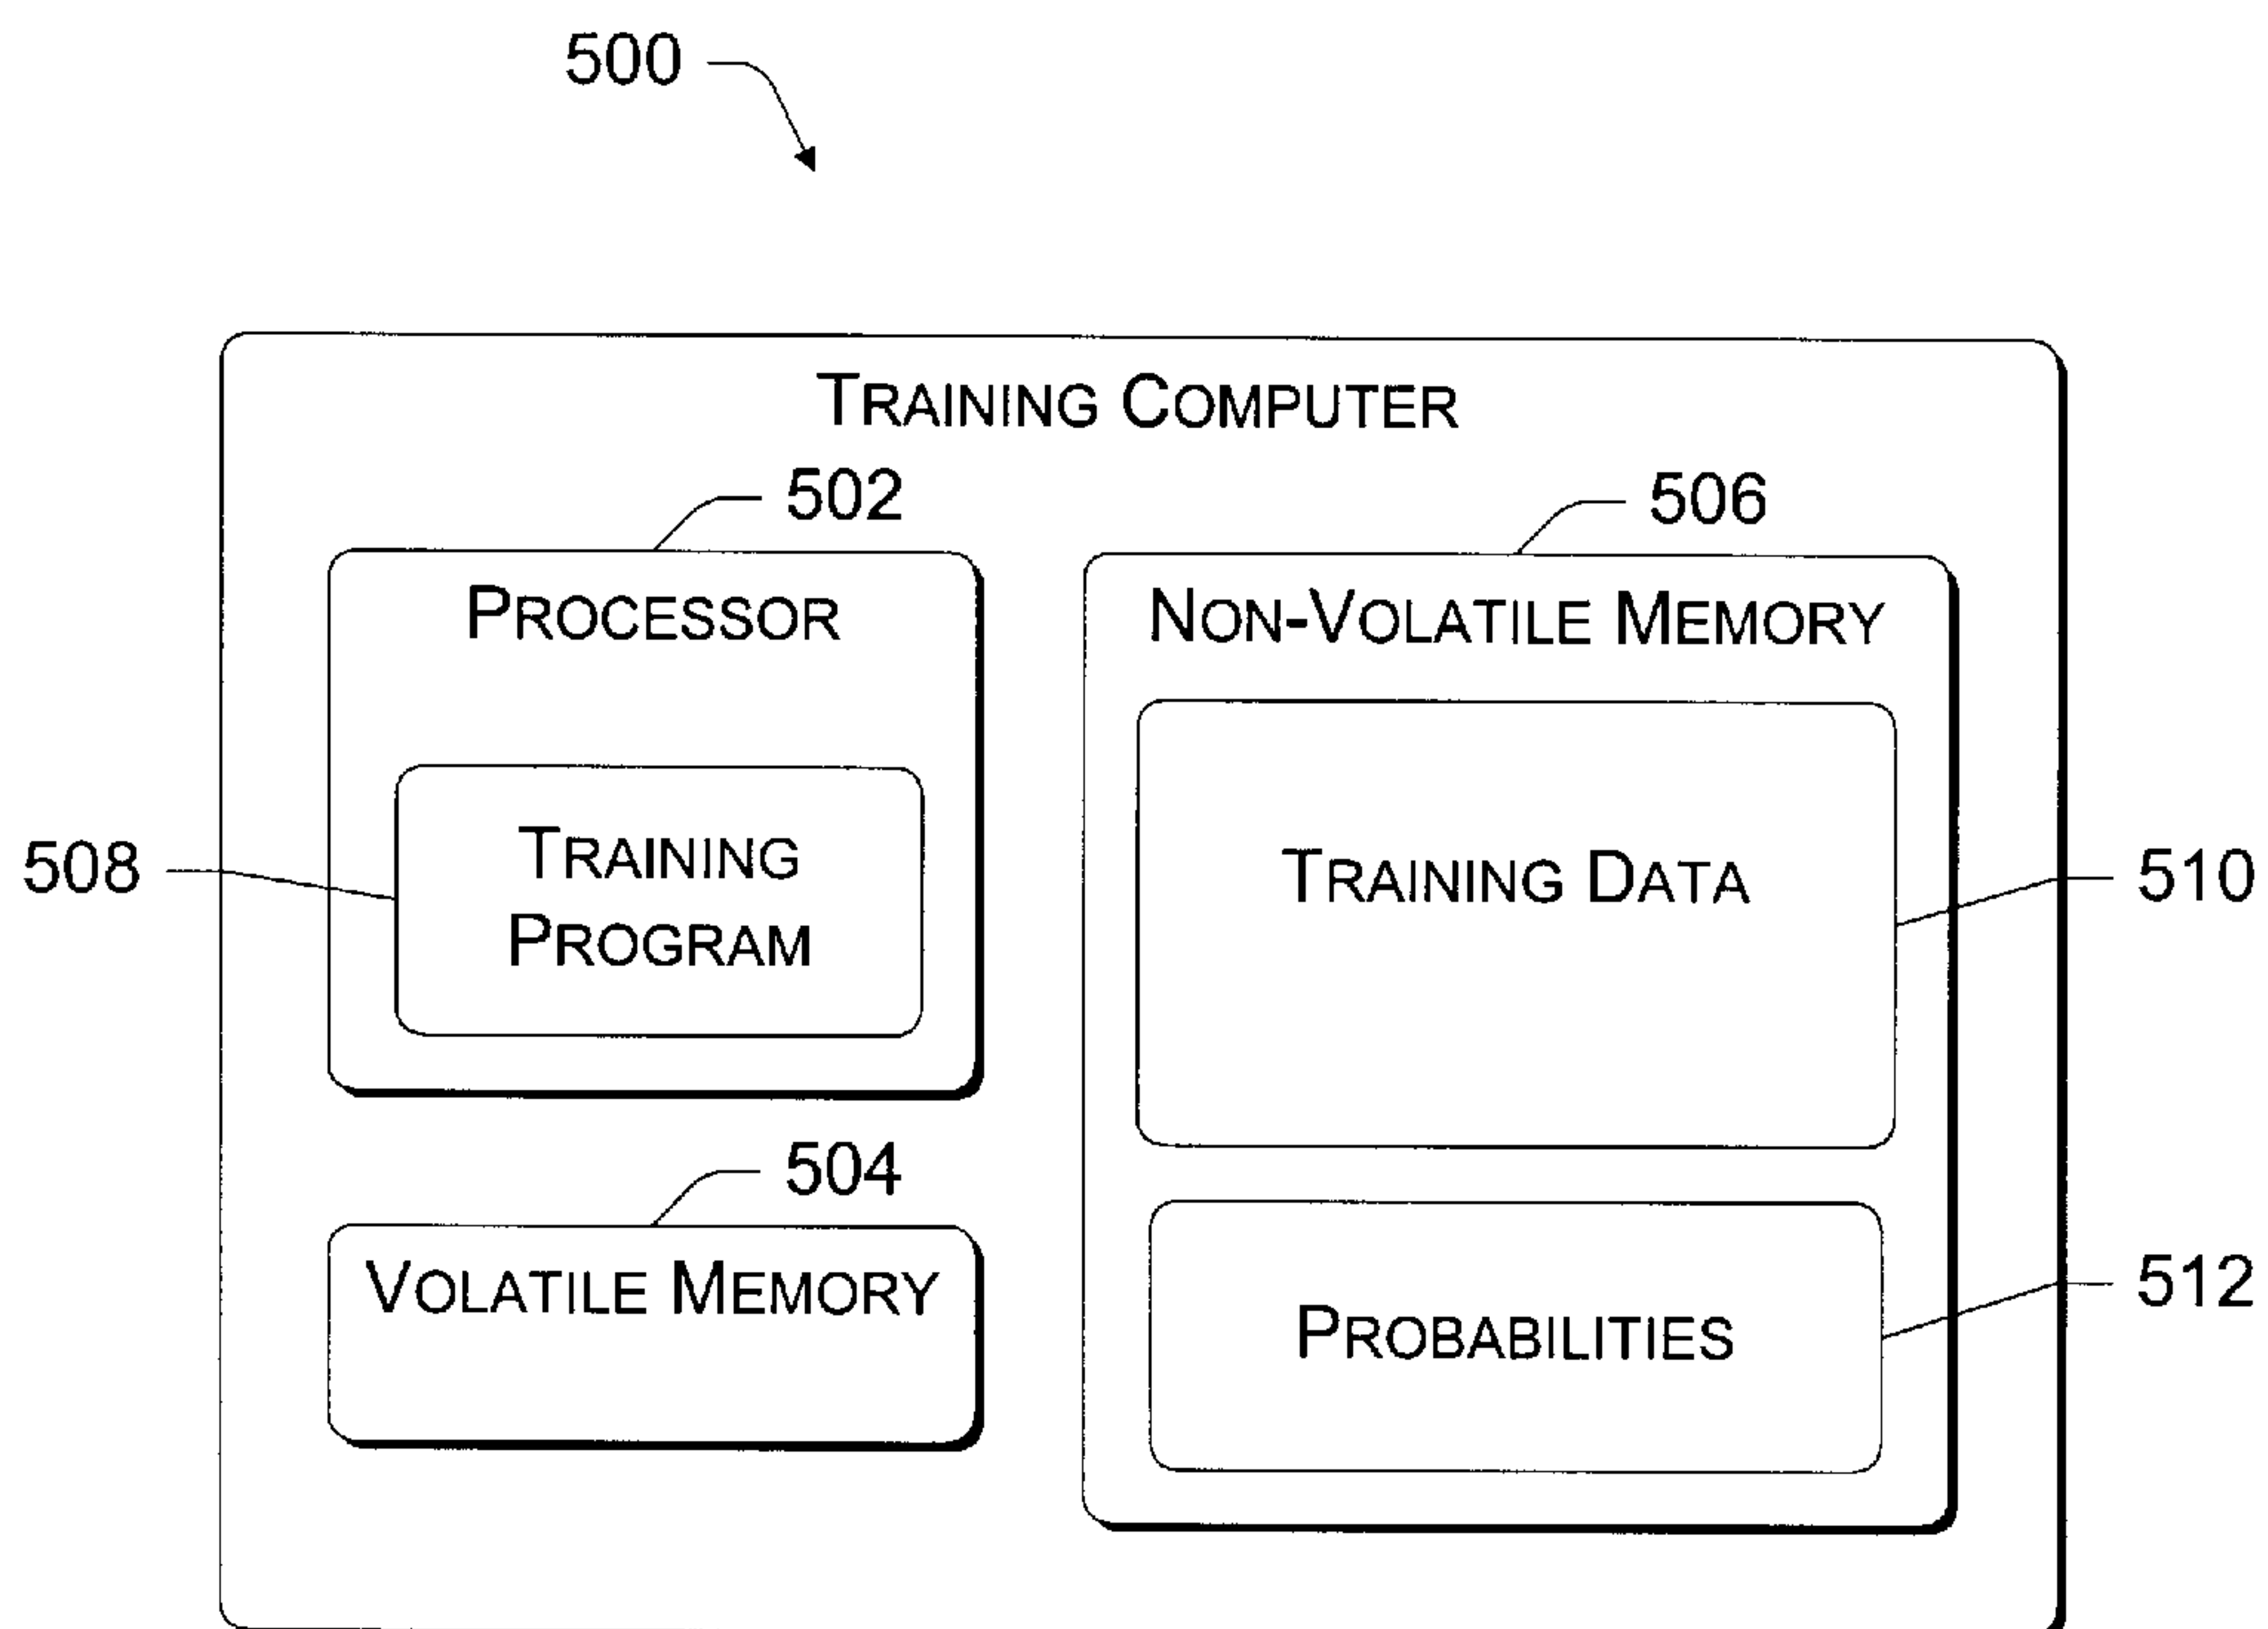 500
TRAINING COMPUTER
502
506
PROCESSOR
NON-VOLATILE MEMORY
TRAINING
PROGRAM
508
TRAINING DATA
510
504
VOLATILE MEMORY
PROBABILITIES
512